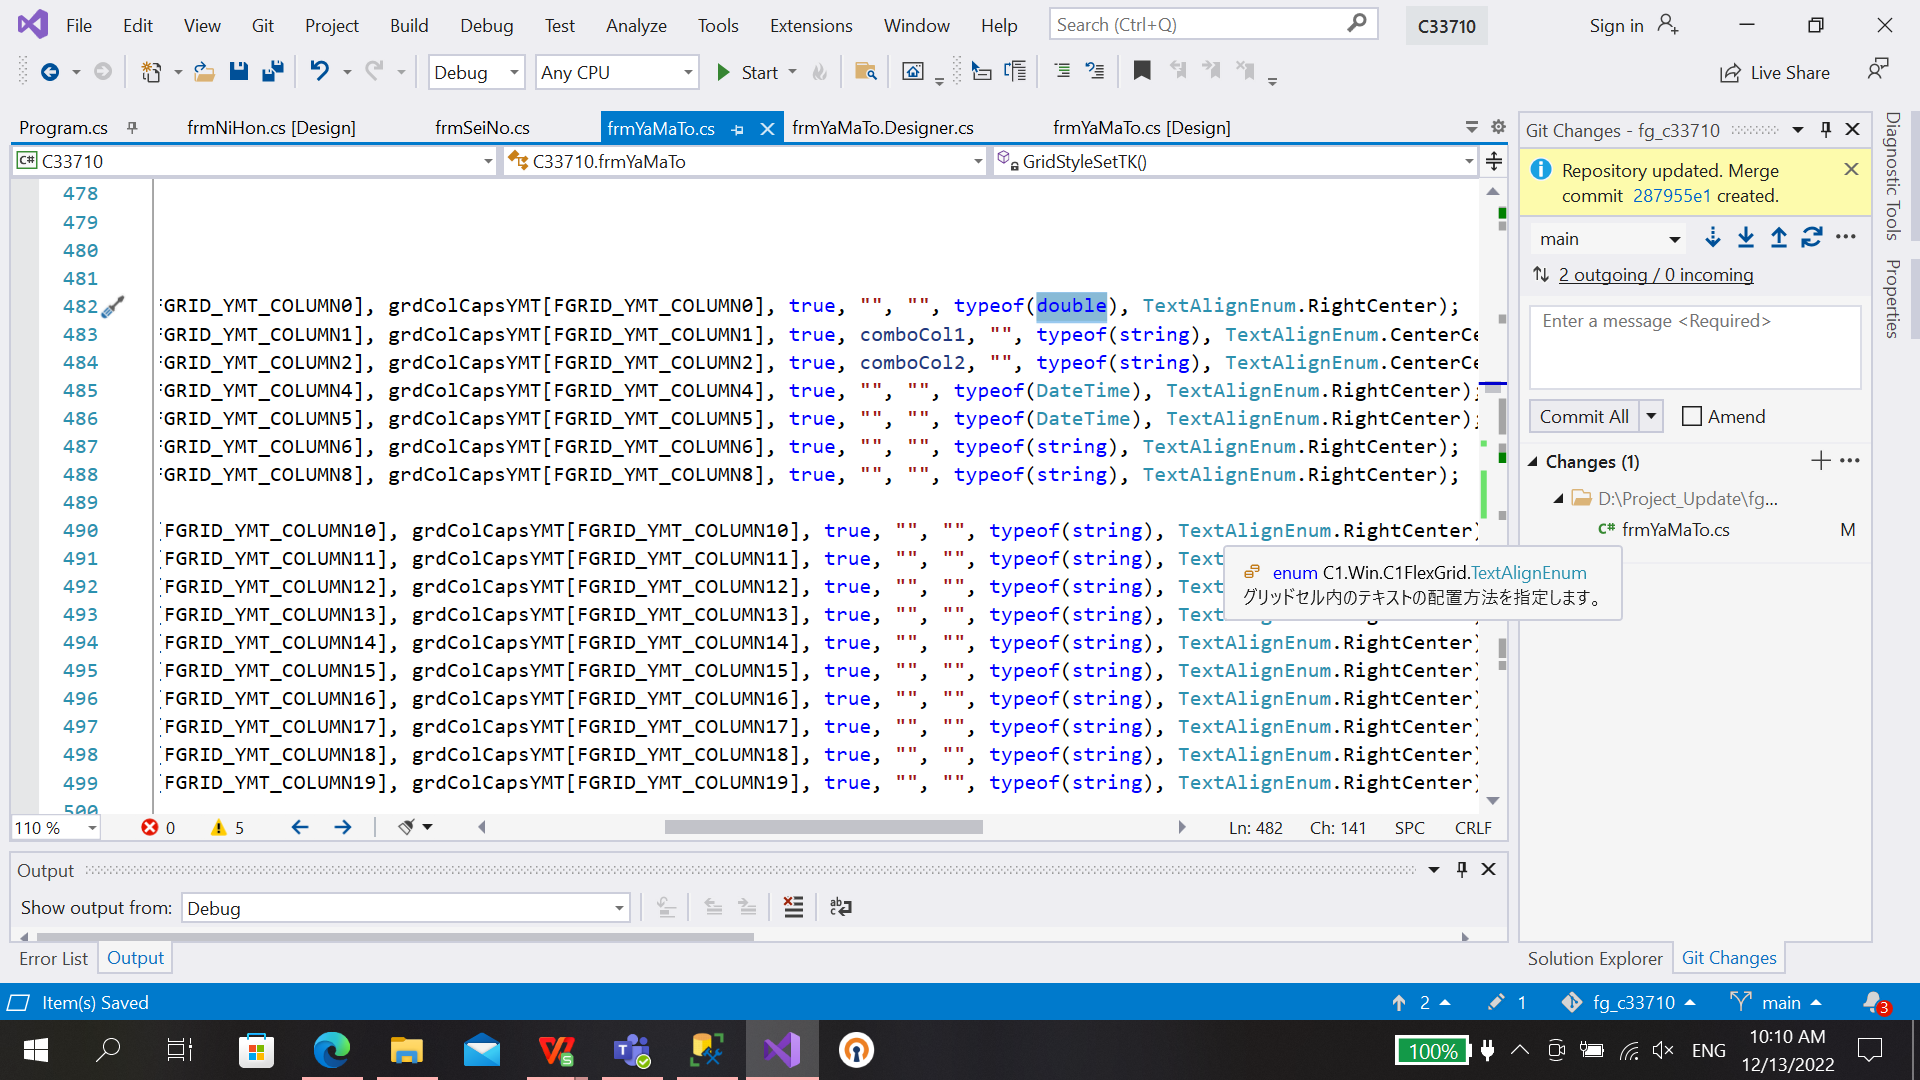 File Edit View Git Project Build Debug Test Analyze Tools Extensions Window Help Search (Ctrl+Q) C33710 Sign in
Debug Any CPU Start Live Share
Program.cs frmNiHon.cs [Design] frmSeiNo.cs frmYaMaTo.cs frmYaMaTo.Designer.cs frmYaMaTo.cs [Design]
C# C33710 C33710.frmYaMaTo GridStyleSetTK()
478
479
480
481
482 FGRID_YMT_COLUMN0], grdColCapsYMT[FGRID_YMT_COLUMN0], true, "", "", typeof(double), TextAlignEnum.RightCenter);
483 FGRID_YMT_COLUMN1], grdColCapsYMT[FGRID_YMT_COLUMN1], true, comboCol1, "", typeof(string), TextAlignEnum.CenterCe
484 FGRID_YMT_COLUMN2], grdColCapsYMT[FGRID_YMT_COLUMN2], true, comboCol2, "", typeof(string), TextAlignEnum.CenterCe
485 FGRID_YMT_COLUMN4], grdColCapsYMT[FGRID_YMT_COLUMN4], true, "", "", typeof(DateTime), TextAlignEnum.RightCenter);
486 FGRID_YMT_COLUMN5], grdColCapsYMT[FGRID_YMT_COLUMN5], true, "", "", typeof(DateTime), TextAlignEnum.RightCenter);
487 FGRID_YMT_COLUMN6], grdColCapsYMT[FGRID_YMT_COLUMN6], true, "", "", typeof(string), TextAlignEnum.RightCenter);
488 FGRID_YMT_COLUMN8], grdColCapsYMT[FGRID_YMT_COLUMN8], true, "", "", typeof(string), TextAlignEnum.RightCenter);
489
490 [FGRID_YMT_COLUMN10], grdColCapsYMT[FGRID_YMT_COLUMN10], true, "", "", typeof(string), TextAlignEnum.RightCenter)
491 [FGRID_YMT_COLUMN11], grdColCapsYMT[FGRID_YMT_COLUMN11], true, "", "", typeof(string), Te
492 [FGRID_YMT_COLUMN12], grdColCapsYMT[FGRID_YMT_COLUMN12], true, "", "", typeof(string), Te
493 [FGRID_YMT_COLUMN13], grdColCapsYMT[FGRID_YMT_COLUMN13], true, "", "", typeof(string),
494 [FGRID_YMT_COLUMN14], grdColCapsYMT[FGRID_YMT_COLUMN14], true, "", "", typeof(string), TextAlignEnum.RightCenter)
495 [FGRID_YMT_COLUMN15], grdColCapsYMT[FGRID_YMT_COLUMN15], true, "", "", typeof(string), TextAlignEnum.RightCenter)
496 [FGRID_YMT_COLUMN16], grdColCapsYMT[FGRID_YMT_COLUMN16], true, "", "", typeof(string), TextAlignEnum.RightCenter)
497 [FGRID_YMT_COLUMN17], grdColCapsYMT[FGRID_YMT_COLUMN17], true, "", "", typeof(string), TextAlignEnum.RightCenter)
498 [FGRID_YMT_COLUMN18], grdColCapsYMT[FGRID_YMT_COLUMN18], true, "", "", typeof(string), TextAlignEnum.RightCenter)
499 [FGRID_YMT_COLUMN19], grdColCapsYMT[FGRID_YMT_COLUMN19], true, "", "", typeof(string), TextAlignEnum.RightCenter)
500
enum C1.Win.C1FlexGrid.TextAlignEnum
グリッドセル内のテキストの配置方法を指定します。
110 % 0 5 Ln: 482 Ch: 141 SPC CRLF
Output
Show output from: Debug
Error List Output
Git Changes - fg_c33710
Repository updated. Merge
commit 287955e1 created.
main
2 outgoing / 0 incoming
Enter a message <Required>
Commit All Amend
Changes (1)
D:\Project_Update\fg...
C# frmYaMaTo.cs M
Solution Explorer Git Changes
Diagnostic Tools
Properties
Item(s) Saved 2 1 fg_c33710 main 3
100% ENG 10:10 AM
12/13/2022